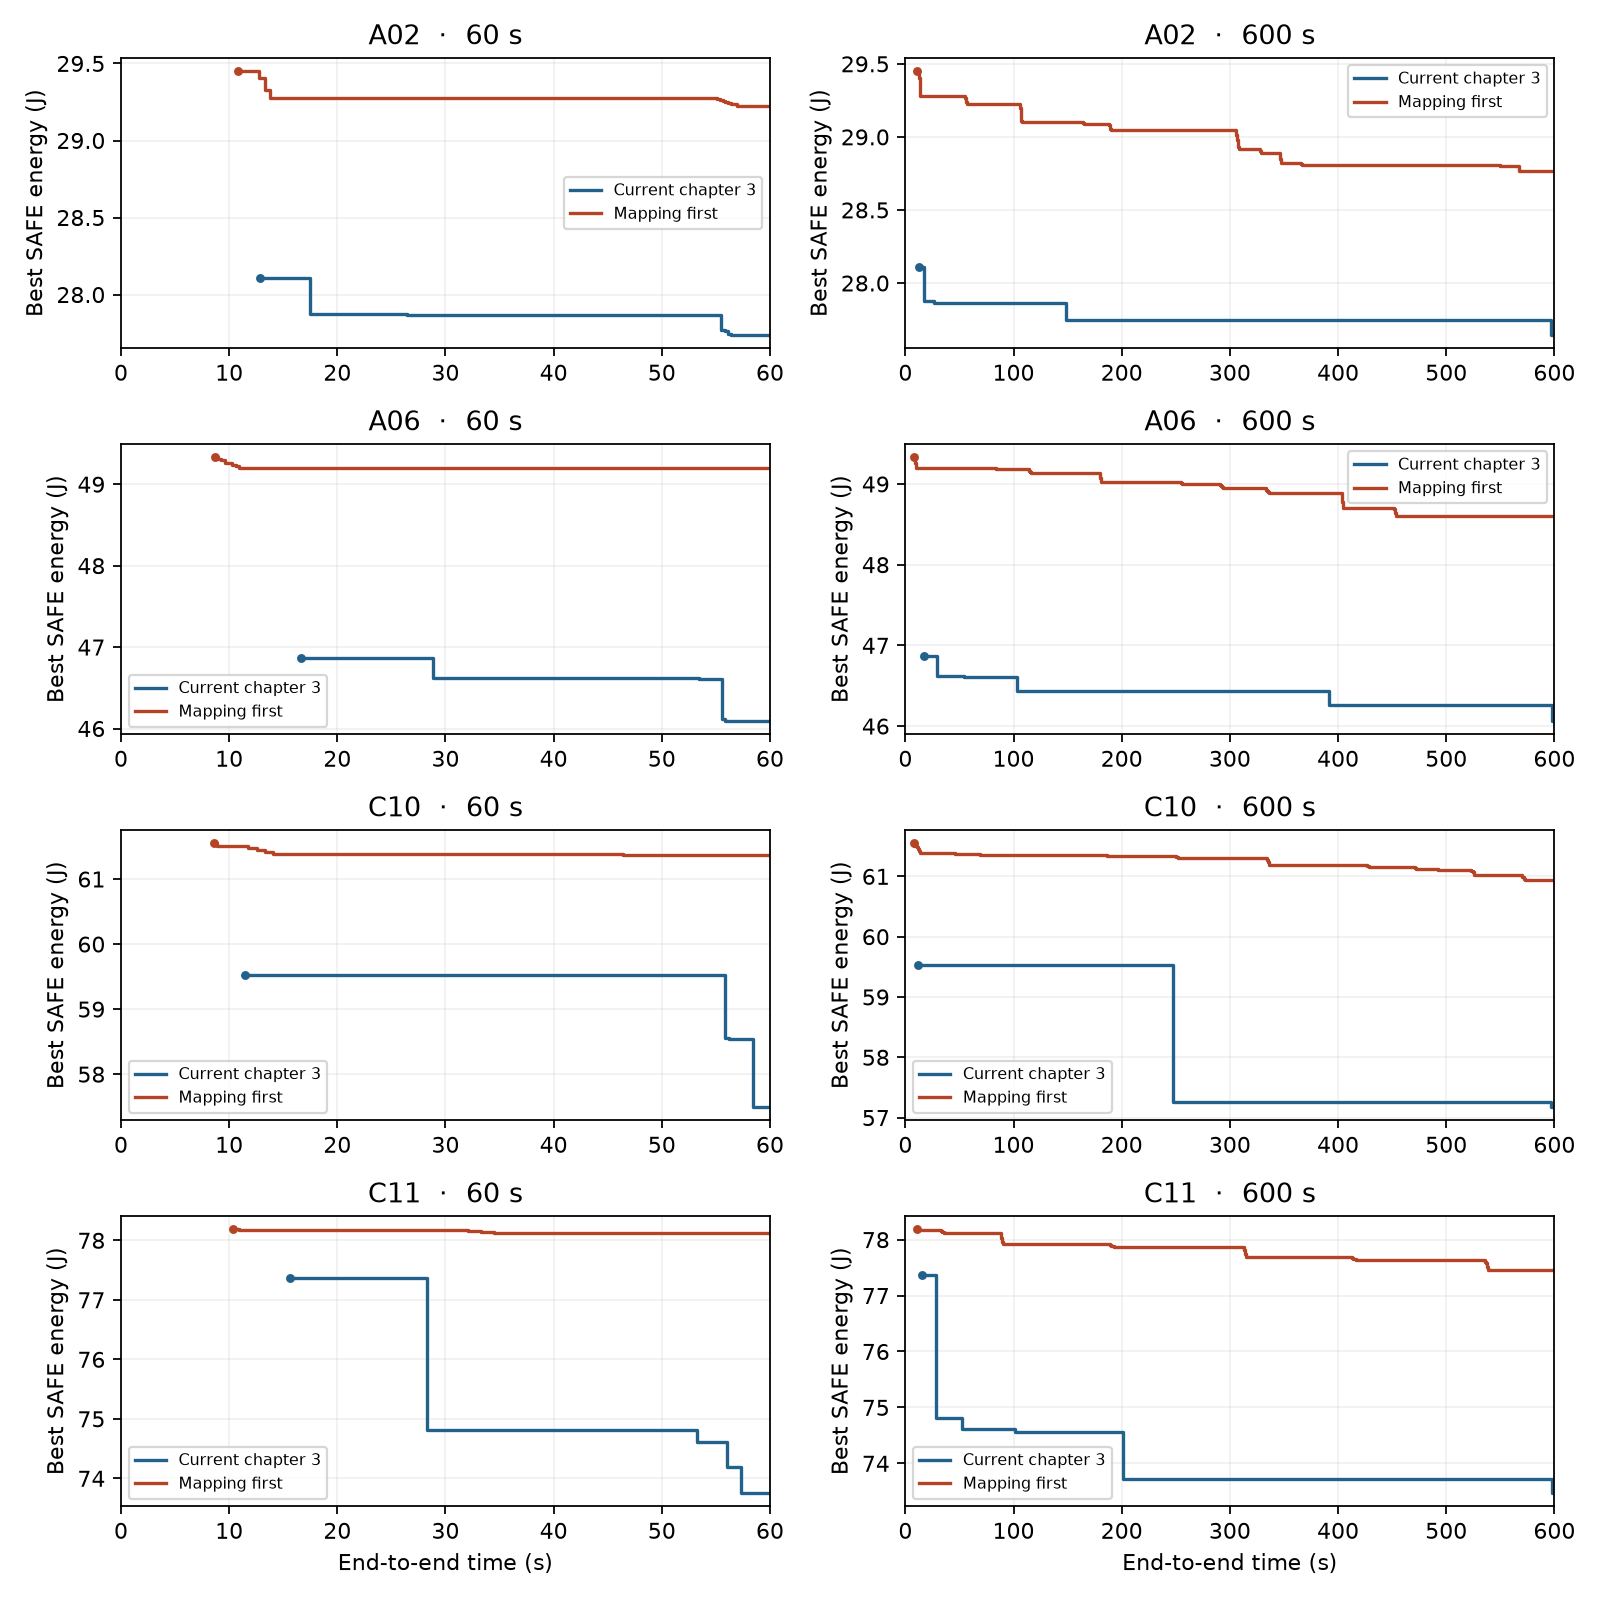 A02 · 60 s
Best SAFE energy (J)
29.5
29.0
28.5
28.0
Current chapter 3
Mapping first
0 10 20 30 40 50 60
A02 · 600 s
Best SAFE energy (J)
29.5
29.0
28.5
28.0
Current chapter 3
Mapping first
0 100 200 300 400 500 600
A06 · 60 s
Best SAFE energy (J)
49
48
47
46
Current chapter 3
Mapping first
0 10 20 30 40 50 60
A06 · 600 s
Best SAFE energy (J)
49
48
47
46
Current chapter 3
Mapping first
0 100 200 300 400 500 600
C10 · 60 s
Best SAFE energy (J)
61
60
59
58
Current chapter 3
Mapping first
0 10 20 30 40 50 60
C10 · 600 s
Best SAFE energy (J)
61
60
59
58
57
Current chapter 3
Mapping first
0 100 200 300 400 500 600
C11 · 60 s
Best SAFE energy (J)
78
77
76
75
74
Current chapter 3
Mapping first
0 10 20 30 40 50 60
End-to-end time (s)
C11 · 600 s
Best SAFE energy (J)
78
77
76
75
74
Current chapter 3
Mapping first
0 100 200 300 400 500 600
End-to-end time (s)